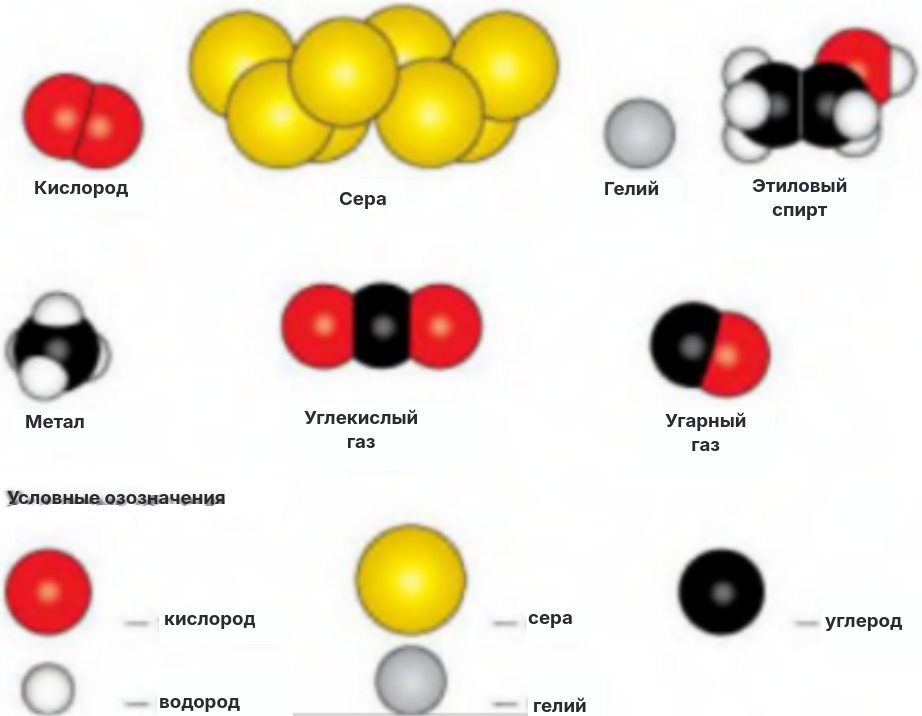 Кислород
Сера
Гелий
Этиловый
спирт
Метал
Углекислый
газ
Угарный
газ
Условные озозначения
— кислород
— сера
— углерод
— водород
— гелий